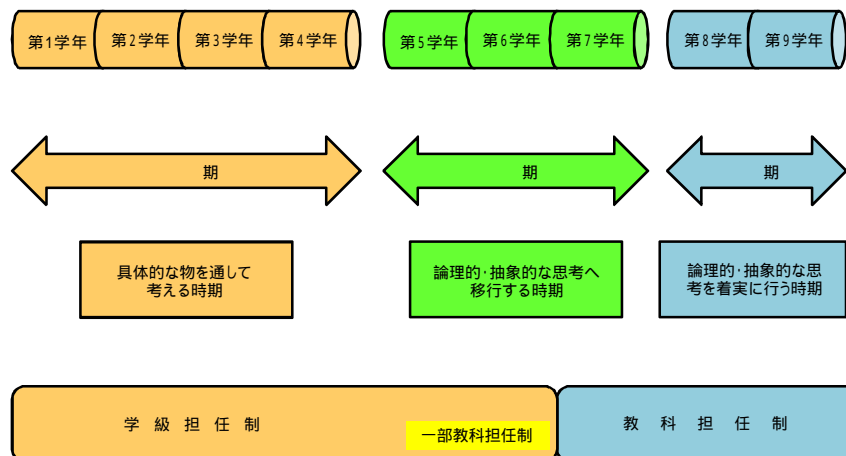 第1学年 第2学年 第3学年 第4学年 第5学年 第6学年 第7学年 第8学年 第9学年
期 期 期
具体的な物を通して
考える時期
論理的・抽象的な思考へ
移行する時期
論理的・抽象的な思
考を着実に行う時期
学級担任制
一部教科担任制
教科担任制